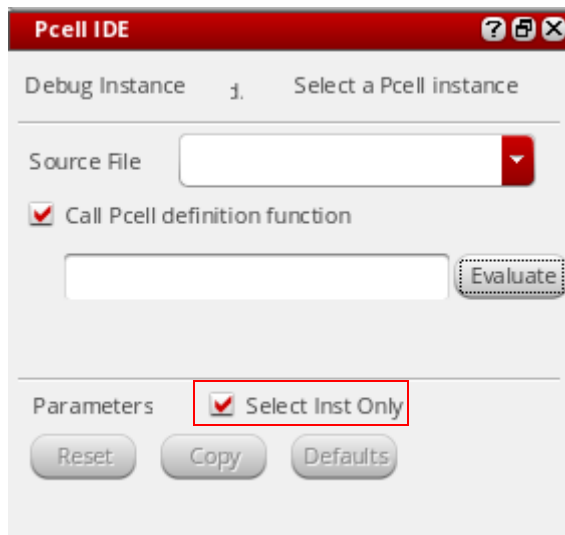 Pcell IDE
Debug Instance Select a Pcell instance
Source File
Call Pcell definition function
Evaluate
Parameters Select Inst Only
Reset Copy Defaults